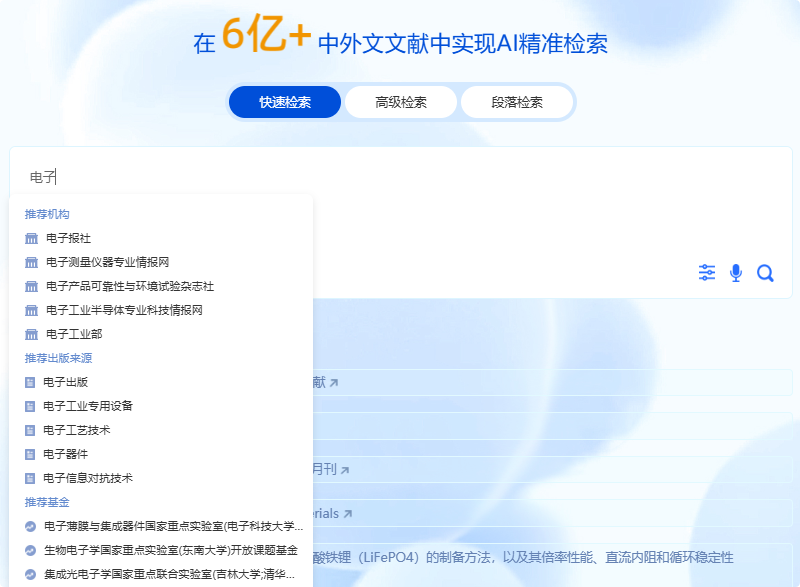 在 6亿+ 中外文文献中实现AI精准检索
快速检索 高级检索 段落检索
电子
推荐机构
电子报社
电子测量仪器专业情报网
电子产品可靠性与环境试验杂志社
电子工业半导体专业科技情报网
电子工业部
推荐出版来源
电子出版
献
电子工业专用设备
电子工艺技术
电子器件
月刊
电子信息对抗技术
推荐基金
rials
电子薄膜与集成器件国家重点实验室(电子科技大学...
生物电子学国家重点实验室(东南大学)开放课题基金
酸铁锂（LiFePO4）的制备方法，以及其倍率性能、直流内阻和循环稳定性
集成光电子学国家重点联合实验室(吉林大学;清华...